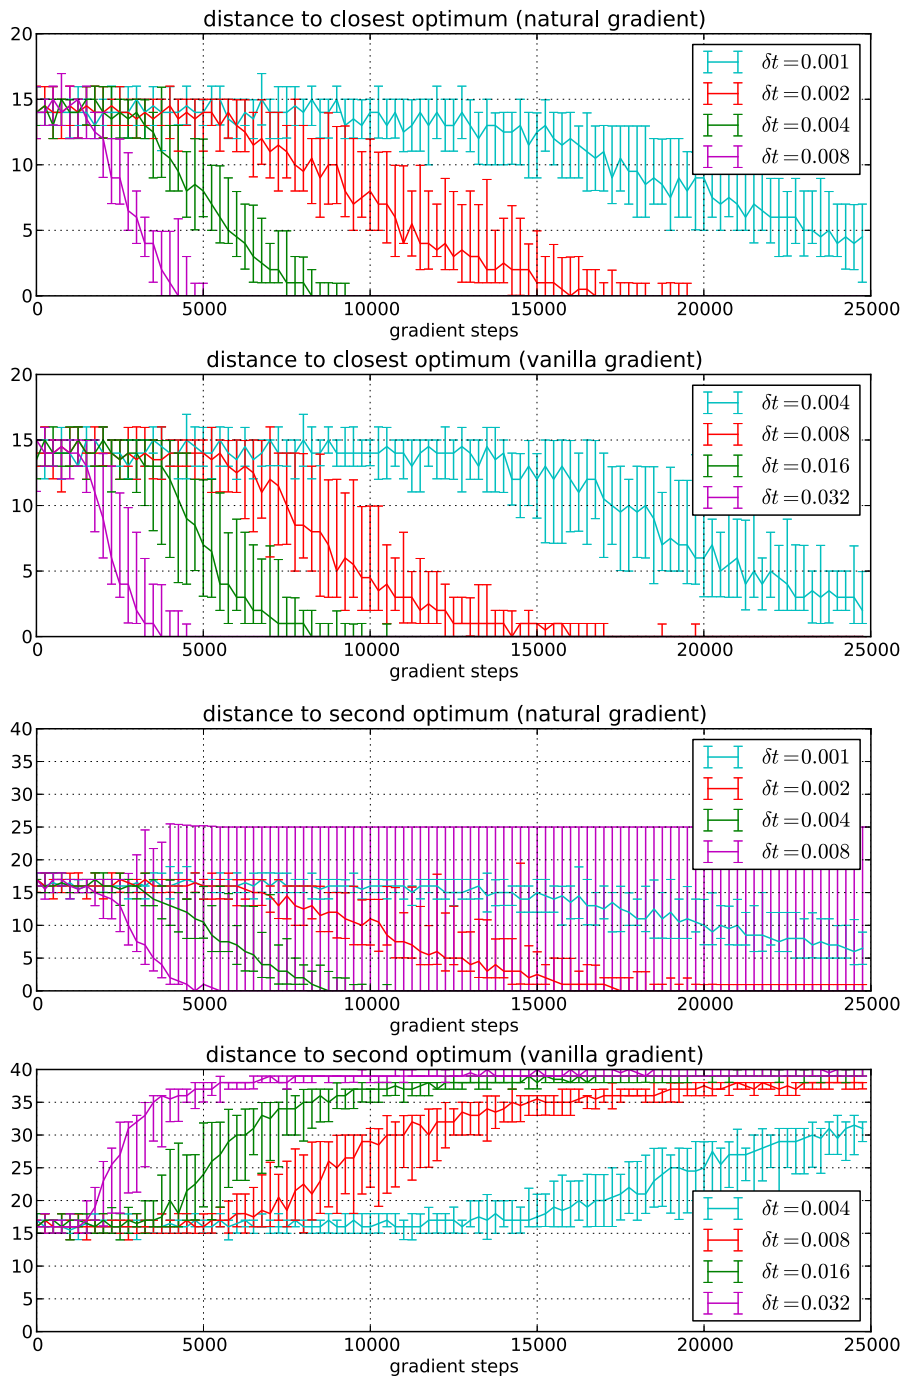 distance to closest optimum (natural gradient)
20
15
10
5
0
δt=0.001
δt=0.002
δt=0.004
δt=0.008
0 5000 10000 15000 20000 25000
gradient steps
distance to closest optimum (vanilla gradient)
20
15
10
5
0
δt=0.004
δt=0.008
δt=0.016
δt=0.032
0 5000 10000 15000 20000 25000
gradient steps
distance to second optimum (natural gradient)
40
35
30
25
20
15
10
5
0
δt=0.001
δt=0.002
δt=0.004
δt=0.008
0 5000 10000 15000 20000 25000
gradient steps
distance to second optimum (vanilla gradient)
40
35
30
25
20
15
10
5
0
δt=0.004
δt=0.008
δt=0.016
δt=0.032
0 5000 10000 15000 20000 25000
gradient steps